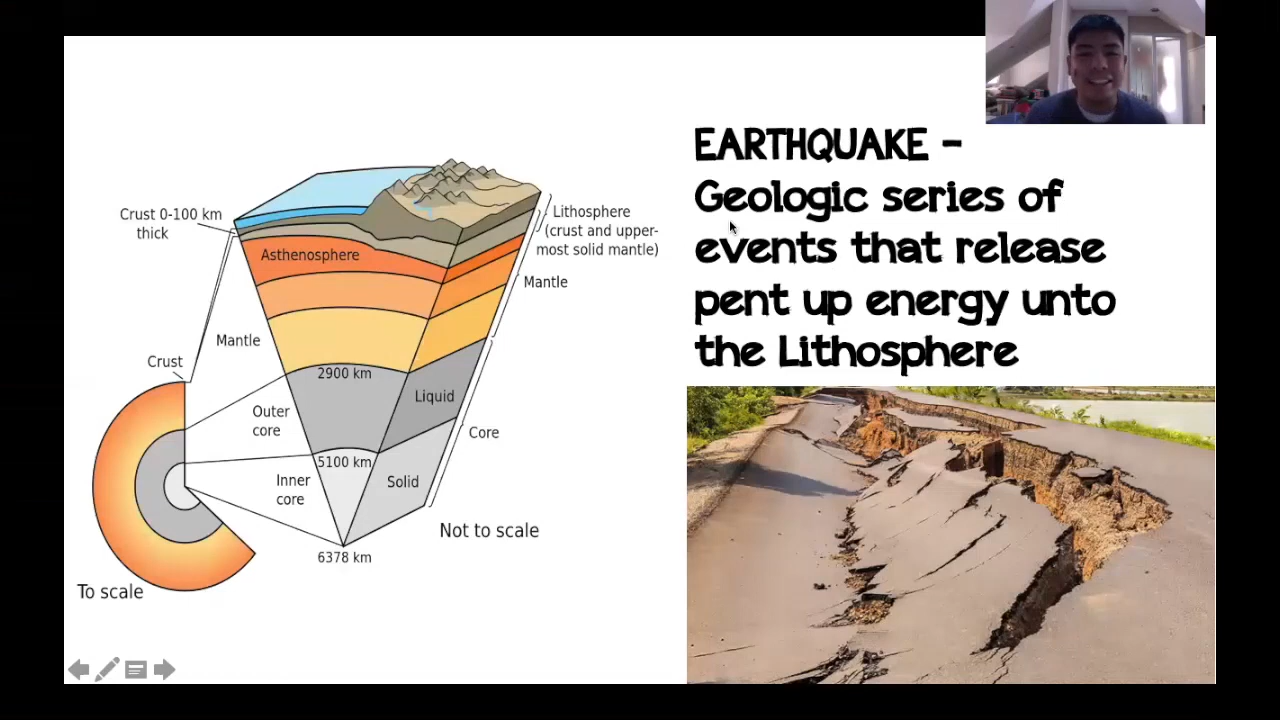 EARTHQUAKE -
Geologic series of
events that release
pent up energy unto
the Lithosphere
Crust 0-100 km
thick
Asthenosphere
Lithosphere
(crust and upper-
most solid mantle)
Mantle
Mantle
Crust
2900 km
Liquid
Outer
core
Core
5100 km
Inner
core
Solid
Not to scale
6378 km
To scale